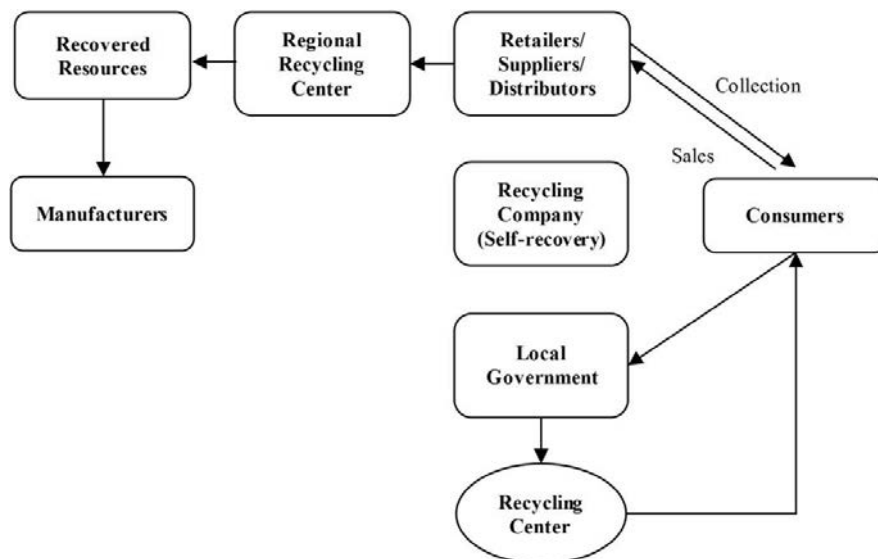 Recovered
Resources
Regional
Recycling
Center
Retailers/
Suppliers/
Distributors
Collection
Sales
Manufacturers
Recycling
Company
(Self-recovery)
Consumers
Local
Government
Recycling
Center